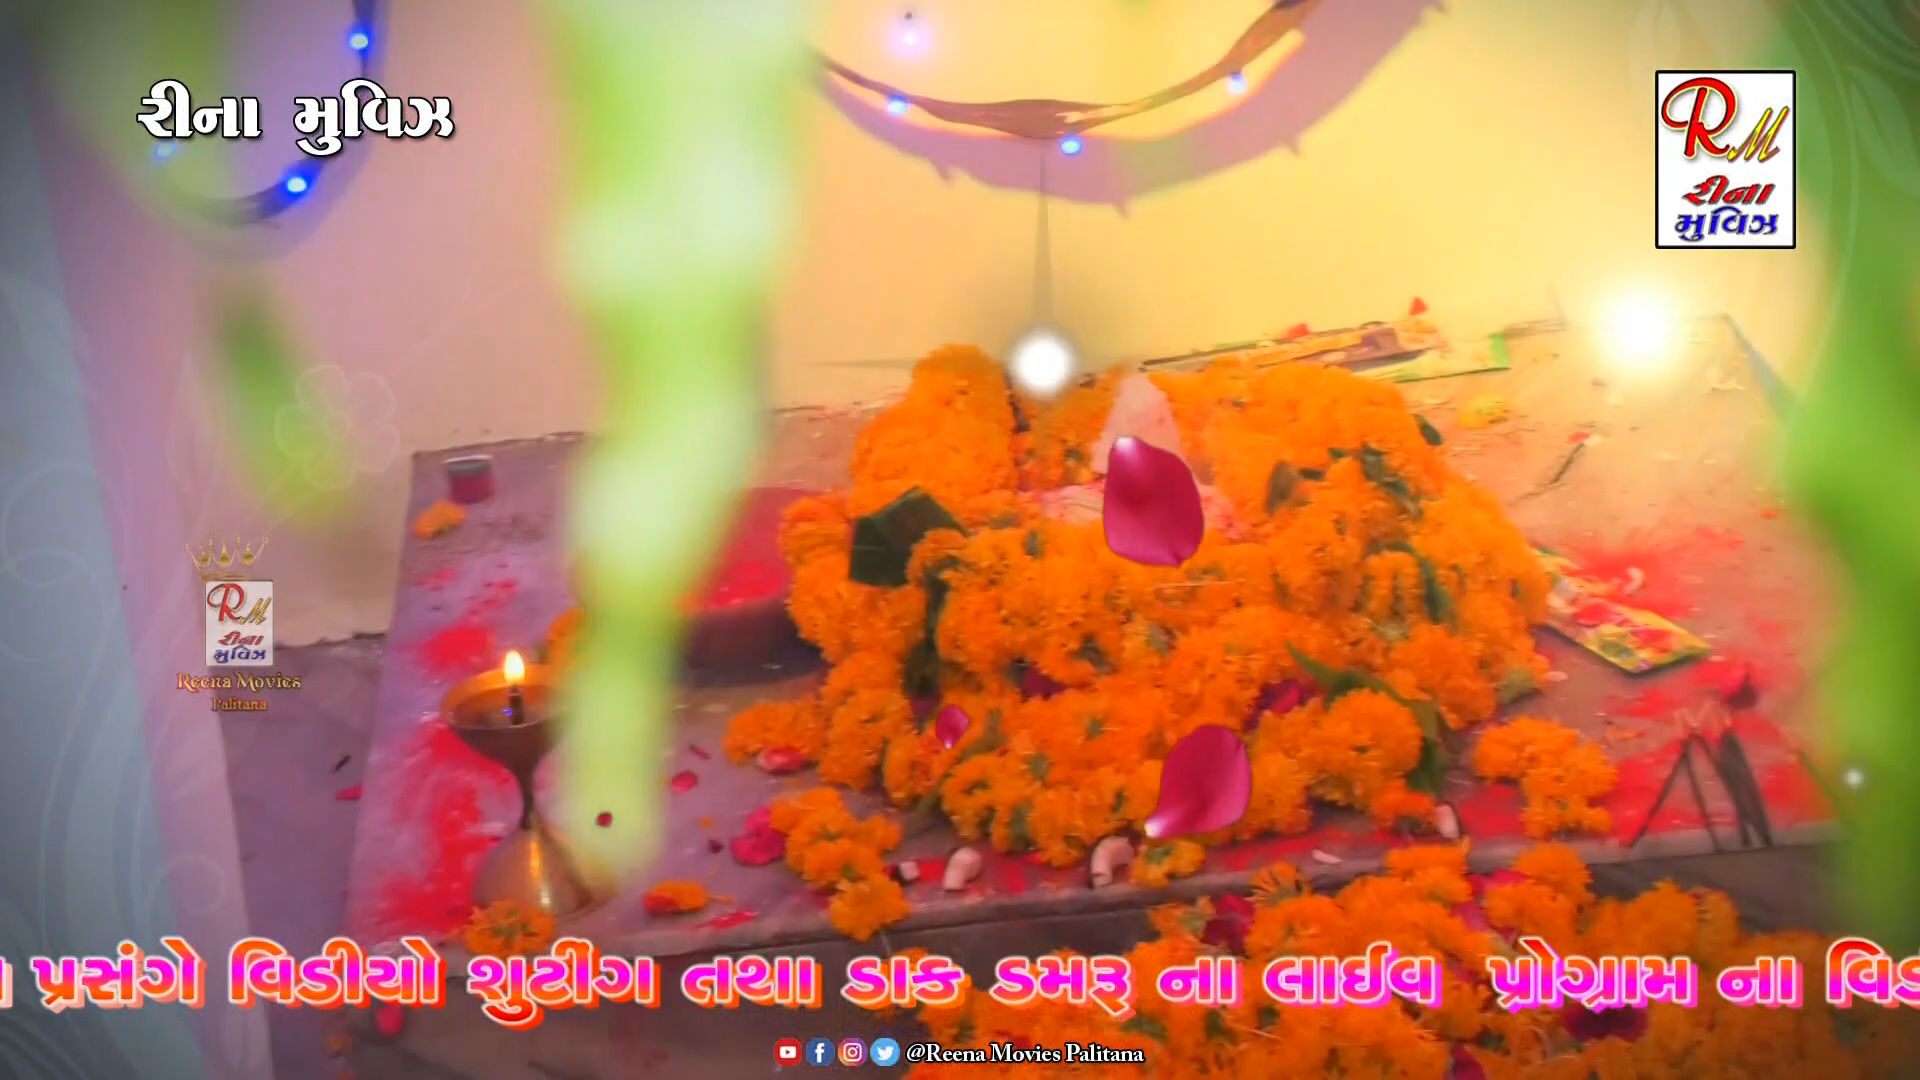 રીના મુવિઝ
RM
રીના
મુવિઝ
RM
રીના
મુવિઝ
Reena Movies
Palitana
પ્રસંગે વિડીયો શુટીંગ તથા ડાક ડમરૂ ના લાઈવ પ્રોગ્રામ ના
@Reena Movies Palitana